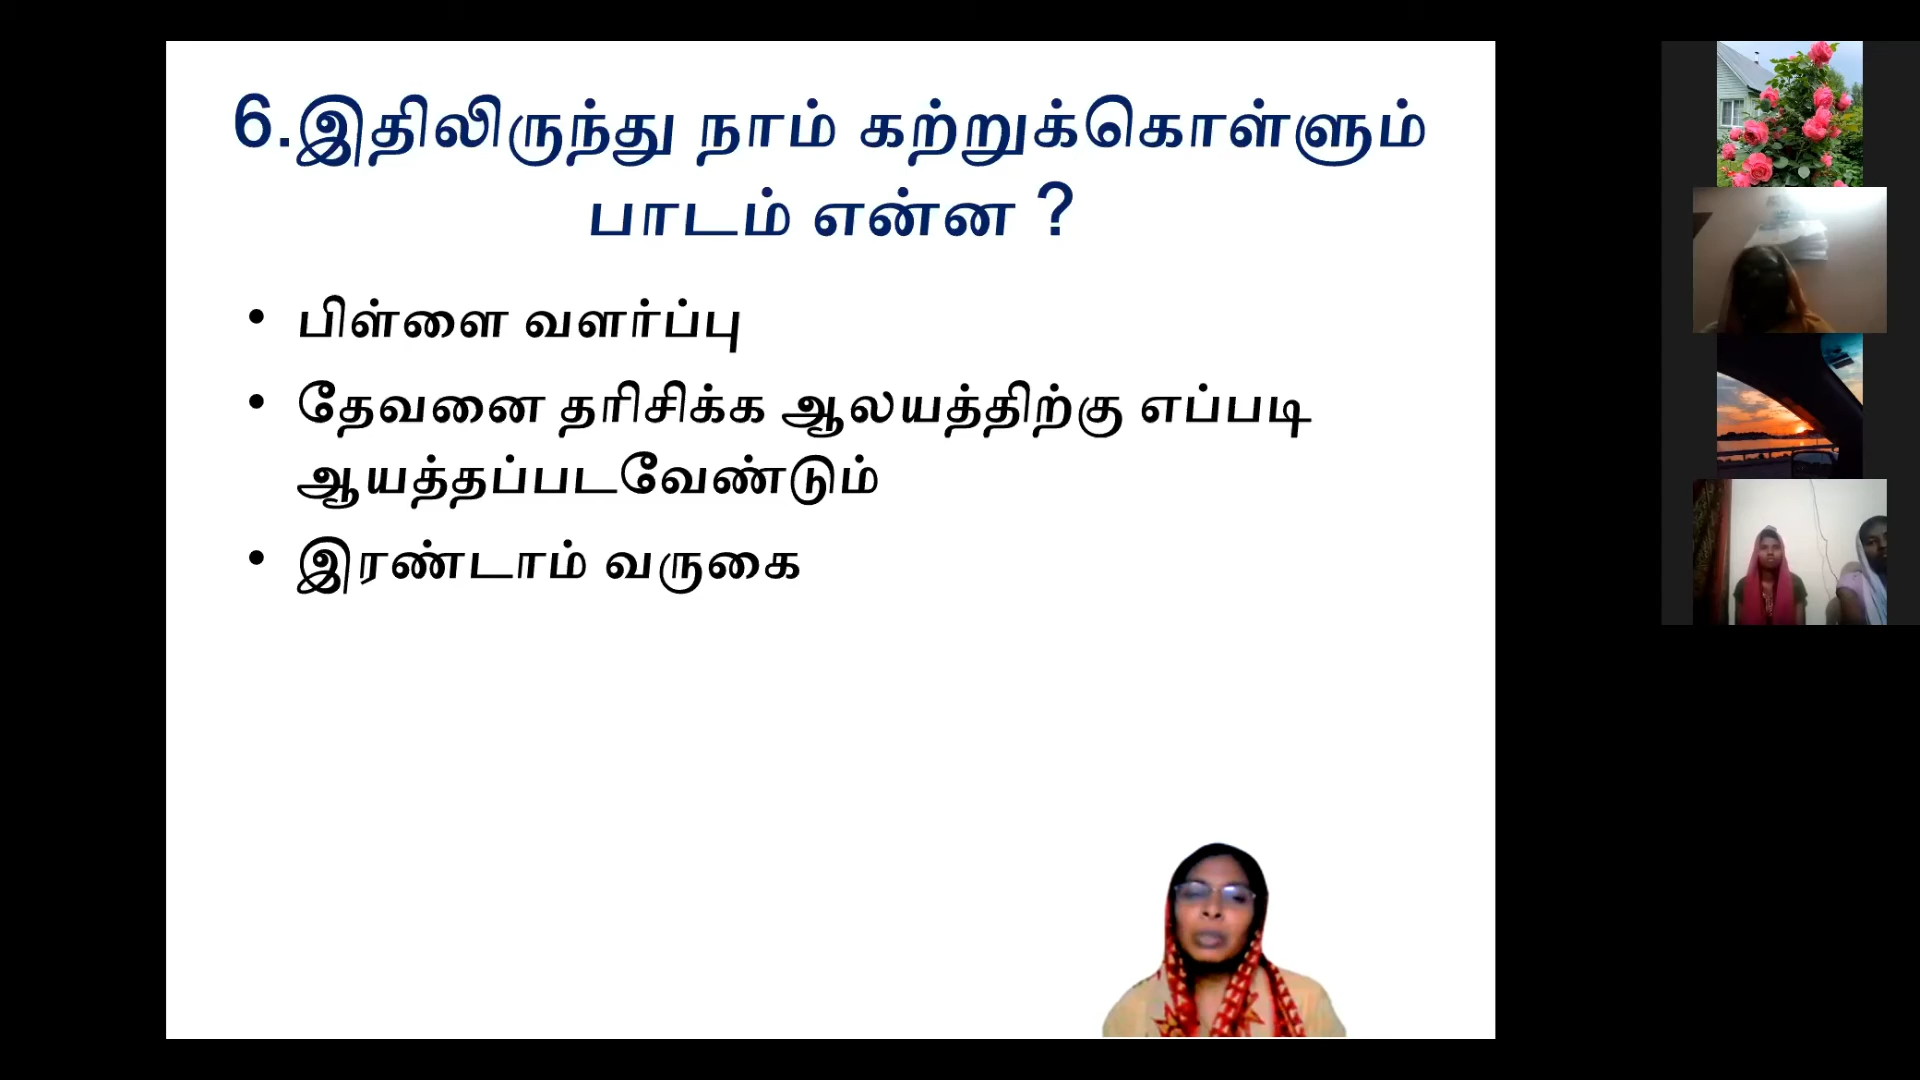 6.இதிலிருந்து நாம் கற்றுக்கொள்ளும்
பாடம் என்ன ?
• பிள்ளை வளர்ப்பு
• தேவனை தரிசிக்க ஆலயத்திற்கு எப்படி
ஆயத்தப்படவேண்டும்
• இரண்டாம் வருகை